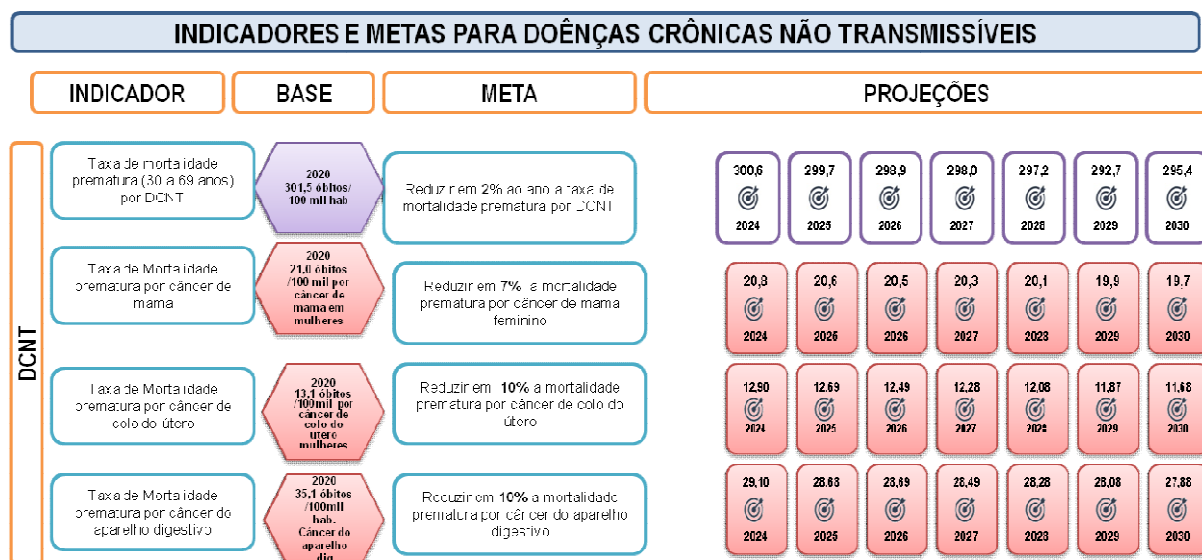 INDICADORES E METAS PARA DOÊNÇAS CRÔNICAS NÃO TRANSMISSÍVEIS
INDICADOR
BASE
META
PROJEÇÕES
DCNT
Taxa de mortalidade
prematura (30 a 69 anos)
por DCNT
2020
301,5 óbitos/
100 mil hab
Reduzir em 2% ao ano a taxa de
mortalidade prematura por DCNT
300,6
2024
299,7
2025
298,9
2026
298,0
2027
297,2
2028
292,7
2029
295,4
2030
Taxa de Mortalidade
prematura por câncer de
mama
2020
21,0 óbitos
/100 mil por
câncer de
mama em
mulheres
Reduzir em 7% a mortalidade
prematura por câncer de mama
feminino
20,8
2024
20,6
2025
20,5
2026
20,3
2027
20,1
2028
19,9
2029
19,7
2030
Taxa de Mortalidade
prematura por câncer de
colo do útero
2020
13,1 óbitos
/100mil por
câncer de
colo do
útero
mulheres
Reduzir em 10% a mortalidade
prematura por câncer de colo do
útero
12,90
2024
12,69
2025
12,49
2026
12,28
2027
12,08
2028
11,87
2029
11,68
2030
Taxa de Mortalidade
prematura por câncer do
aparelho digestivo
2020
35,1 óbitos
/100mil
hab.
Câncer do
aparelho
dig
Reduzir em 10% a mortalidade
prematura por câncer do aparelho
digestivo
29,10
2024
28,68
2025
28,69
2026
28,49
2027
28,28
2028
28,08
2029
27,88
2030